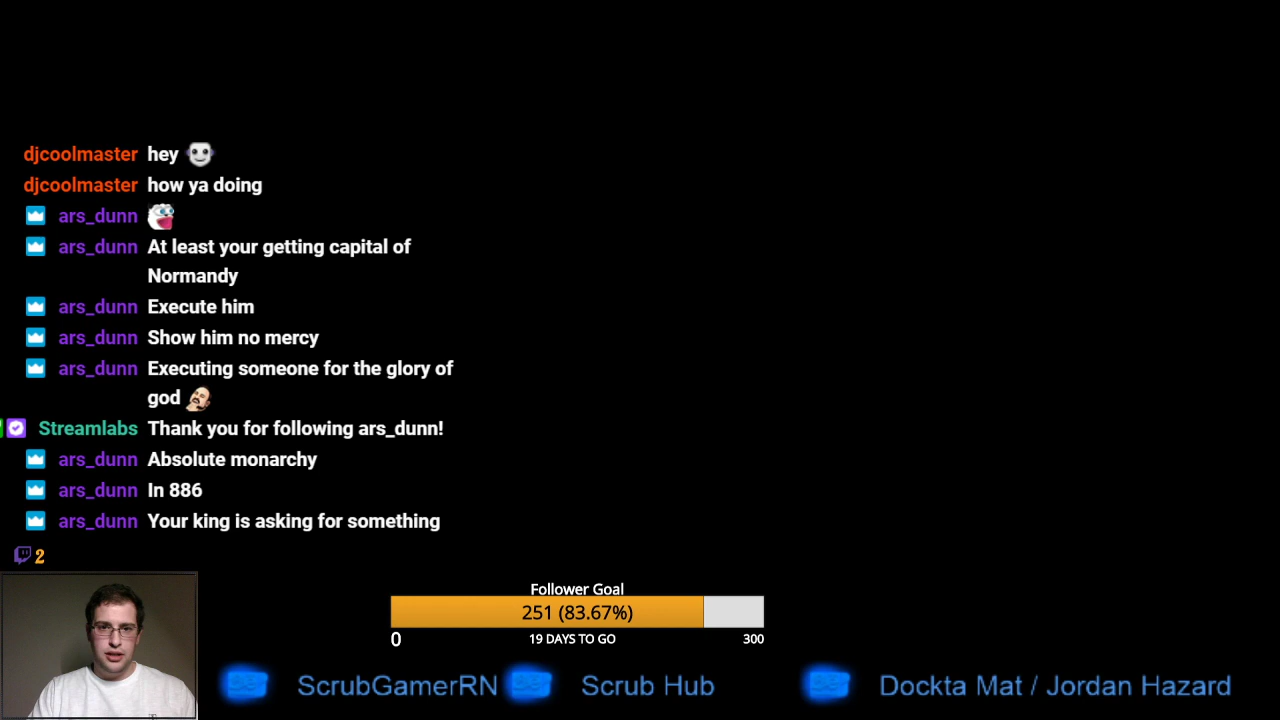 djcoolmaster hey
djcoolmaster how ya doing
ars_dunn
ars_dunn At least your getting capital of
Normandy
ars_dunn Execute him
ars_dunn Show him no mercy
ars_dunn Executing someone for the glory of
god
Streamlabs Thank you for following ars_dunn!
ars_dunn Absolute monarchy
ars_dunn In 886
ars_dunn Your king is asking for something
2
Follower Goal
251 (83.67%)
0 19 DAYS TO GO 300
ScrubGamerRN Scrub Hub Dockta Mat / Jordan Hazard